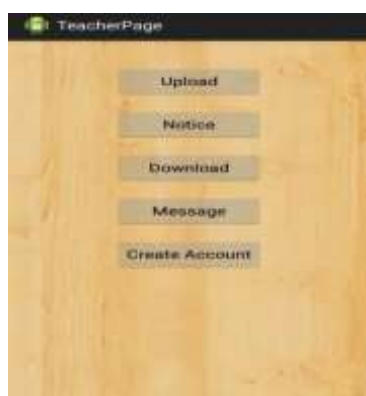 TeacherPage
Upload
Notice
Download
Message
Create Account